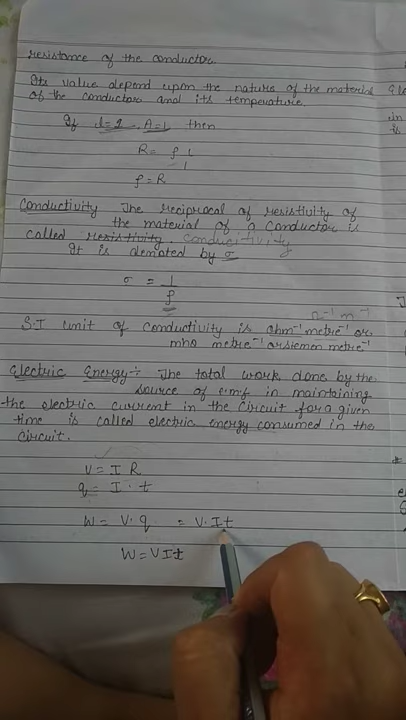 resistance of the conductor.
Its value depend upon the nature of the material
of the conductor and its temperature.
If l=2, A=1 then
R= ρ l
1
ρ=R
Conductivity The reciprocal of resistivity of
the material of a conductor is
called resistivity. conductivity
It is denoted by σ
σ = 1
ρ
Ω⁻¹ m⁻¹
S.I unit of conductivity is ohm⁻¹ metre⁻¹ or
mho metre⁻¹ or siemen metre⁻¹
Electric Energy:- The total work done by the
source of e.m.f in maintaining
the electric current in the circuit for a given
time is called electric energy consumed in the
circuit.
V = I R
q = I · t
W = V· q = V· It
W = VIt